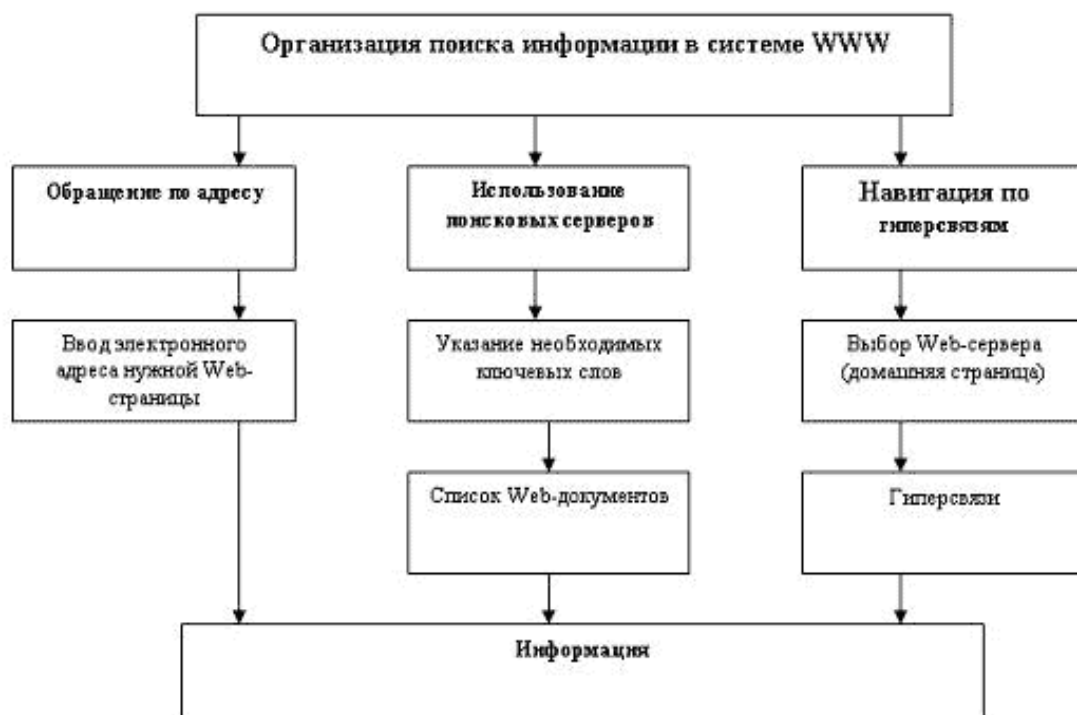 Организация поиска информации в системе WWW
Обращение по адресу
Использование
поисковых серверов
Навигация по
гиперсвязям
Ввод электронного
адреса нужной Web-
страницы
Указание необходимых
ключевых слов
Выбор Web-сервера
(домашняя страница)
Список Web-документов
Гиперсвязи
Информация